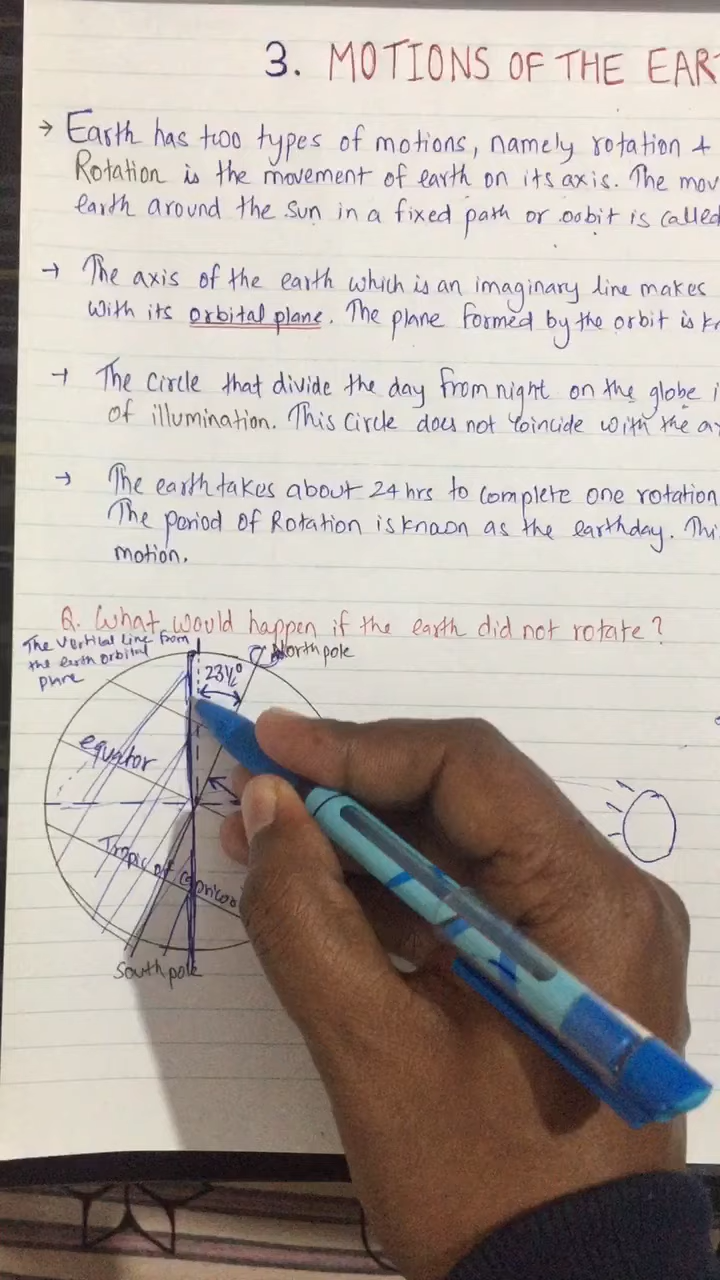 3. MOTIONS OF THE EAR
→ Earth has two types of motions, namely rotation +
Rotation is the movement of earth on its axis. The mov
earth around the sun in a fixed path or oobit is called
→ The axis of the earth which is an imaginary line makes
with its orbital plane. The plane formed by the orbit is kn
→ The circle that divide the day from night on the globe i
of illumination. This circle does not coincide with the a
→ The earth takes about 24 hrs to complete one rotation
The period of Rotation is known as the earthday. Thi
motion.
Q. What would happen if the earth did not rotate?
The vertical line from
the earth orbital
plane
23½°
North pole
equator
Tropic of capricon
South pole